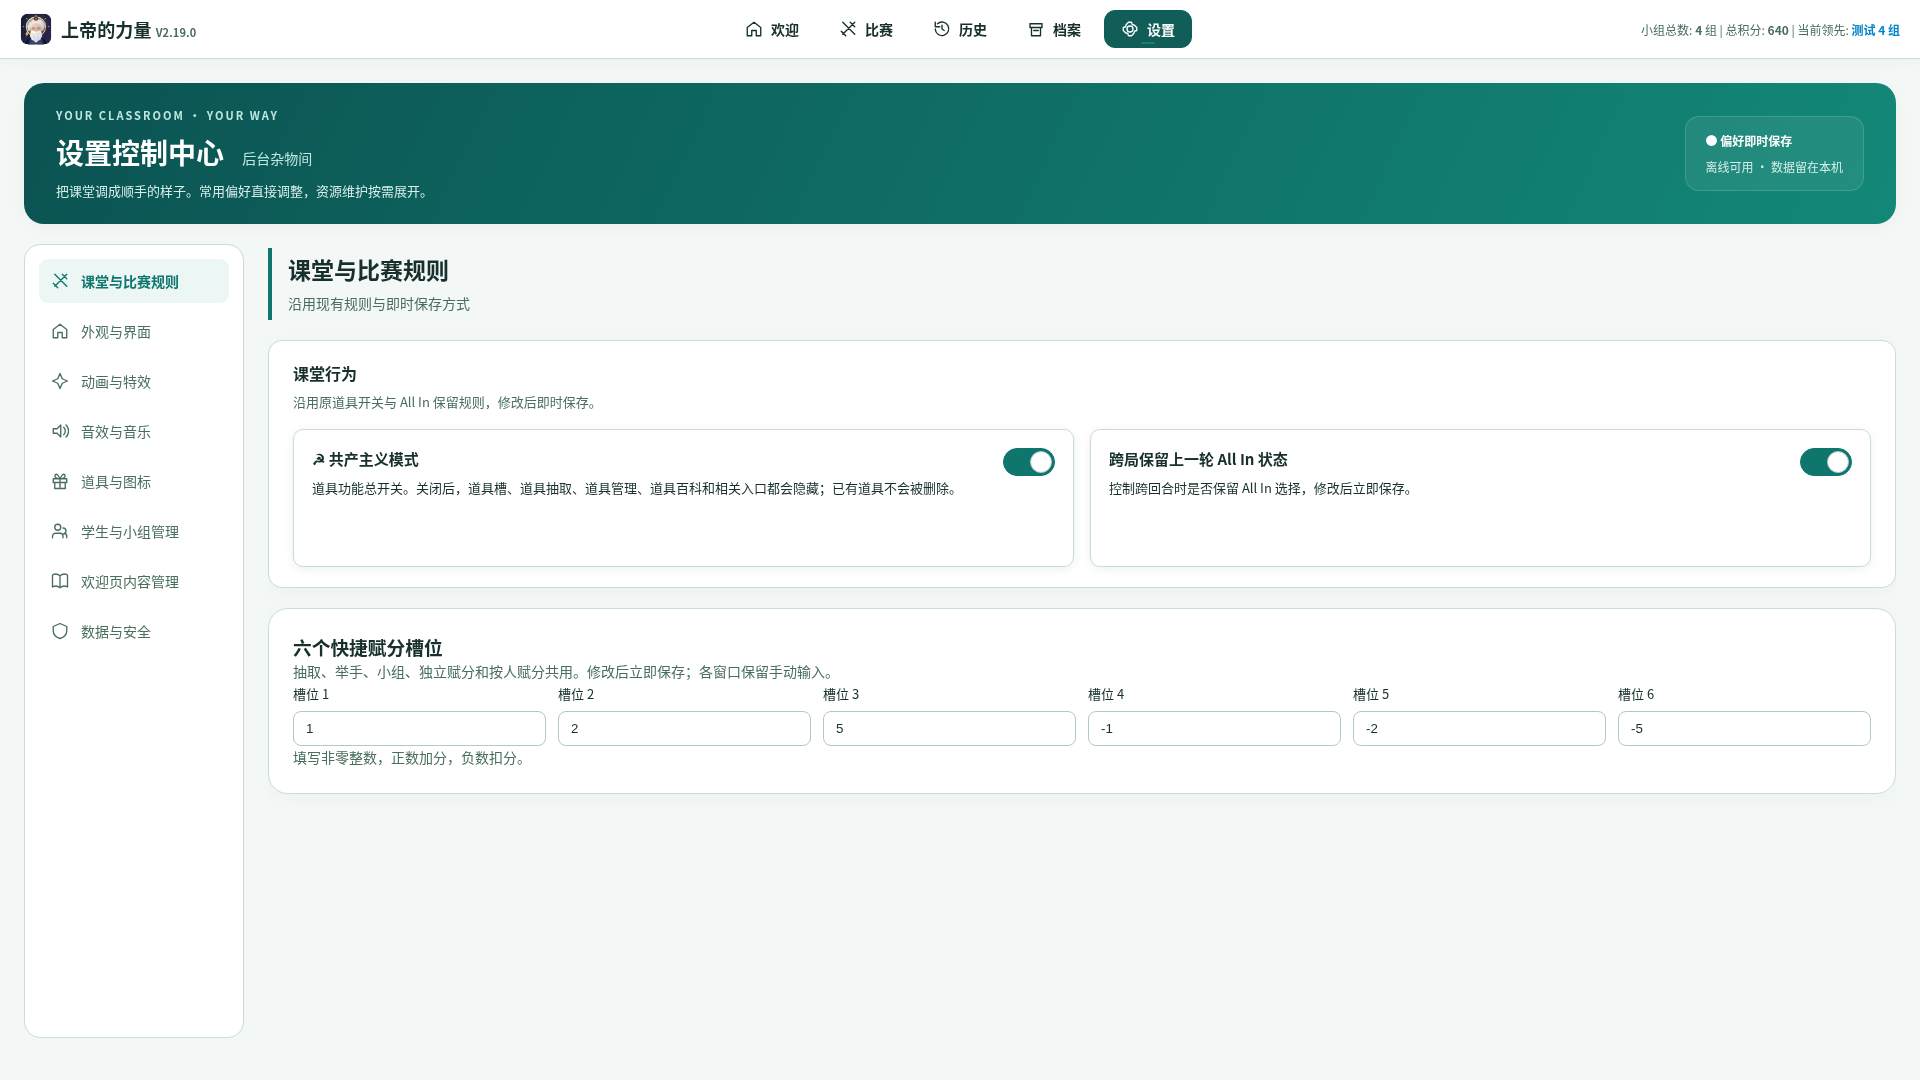 上帝的力量 V2.19.0
欢迎
比赛
历史
档案
设置
小组总数: 4 组 | 总积分: 640 | 当前领先: 测试 4 组
YOUR CLASSROOM · YOUR WAY
设置控制中心 后台杂物间
把课堂调成顺手的样子。常用偏好直接调整，资源维护按需展开。
偏好即时保存
离线可用 · 数据留在本机
课堂与比赛规则
外观与界面
动画与特效
音效与音乐
道具与图标
学生与小组管理
欢迎页内容管理
数据与安全
课堂与比赛规则
沿用现有规则与即时保存方式
课堂行为
沿用原道具开关与 All In 保留规则，修改后即时保存。
☭ 共产主义模式
道具功能总开关。关闭后，道具槽、道具抽取、道具管理、道具百科和相关入口都会隐藏；已有道具不会被删除。
跨局保留上一轮 All In 状态
控制跨回合时是否保留 All In 选择，修改后立即保存。
六个快捷赋分槽位
抽取、举手、小组、独立赋分和按人赋分共用。修改后立即保存；各窗口保留手动输入。
槽位 1
槽位 2
槽位 3
槽位 4
槽位 5
槽位 6
1
2
5
-1
-2
-5
填写非零整数，正数加分，负数扣分。